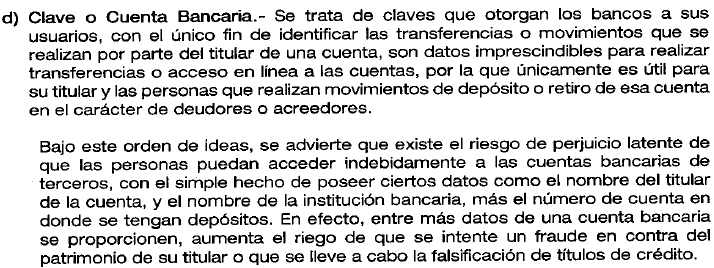 d) Clave o Cuenta Bancaria.- Se trata de claves que otorgan los bancos a sus
usuarios, con el único fin de identificar las transferencias o movimientos que se
realizan por parte del titular de una cuenta, son datos imprescindibles para realizar
transferencias o acceso en línea a las cuentas, por la que únicamente es útil para
su titular y las personas que realizan movimientos de depósito o retiro de esa cuenta
en el carácter de deudores o acreedores.
Bajo este orden de ideas, se advierte que existe el riesgo de perjuicio latente de
que las personas puedan acceder indebidamente a las cuentas bancarias de
terceros, con el simple hecho de poseer ciertos datos como el nombre del titular
de la cuenta, y el nombre de la institución bancaria, más el número de cuenta en
donde se tengan depósitos. En efecto, entre más datos de una cuenta bancaria
se proporcionen, aumenta el riego de que se intente un fraude en contra del
patrimonio de su titular o que se lleve a cabo la falsificación de títulos de crédito.